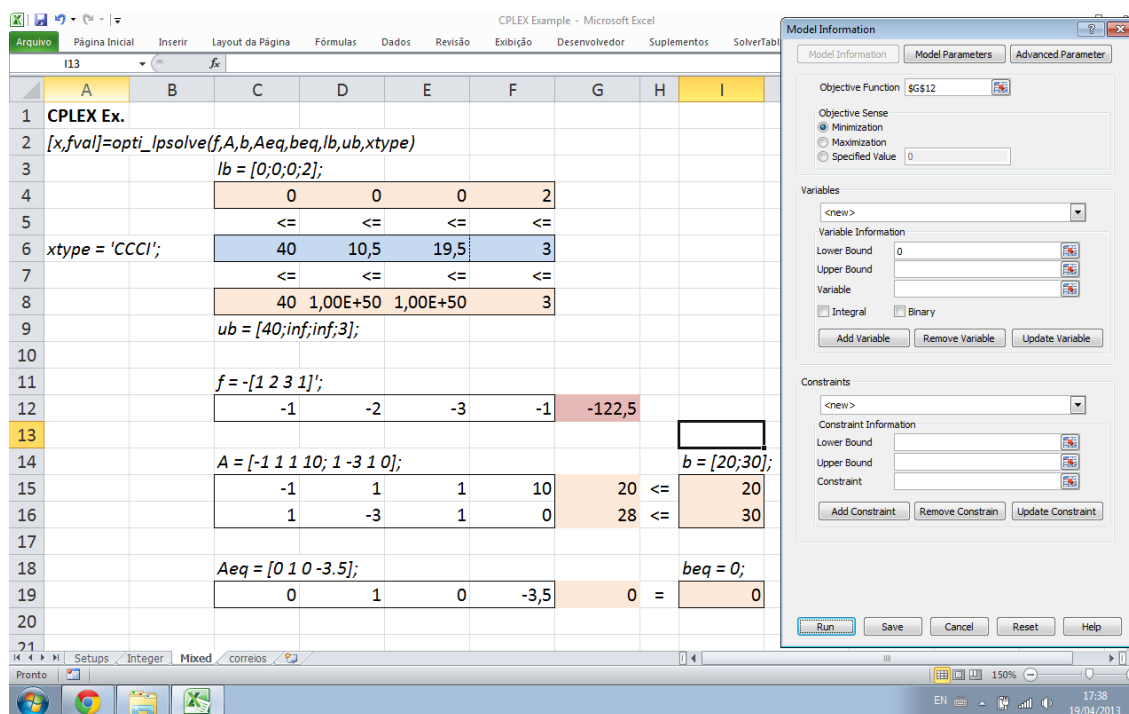 CPLEX Example - Microsoft Excel
Arquivo Página Inicial Inserir Layout da Página Fórmulas Dados Revisão Exibição Desenvolvedor Suplementos SolverTabl
I13 fx
A B C D E F G H I
1 CPLEX Ex.
2 [x,fval]=opti_lpsolve(f,A,b,Aeq,beq,lb,ub,xtype)
3 lb = [0;0;0;2];
4 0 0 0 2
5 <= <= <= <=
6 xtype = 'CCCI'; 40 10,5 19,5 3
7 <= <= <= <=
8 40 1,00E+50 1,00E+50 3
9 ub = [40;inf;inf;3];
10
11 f = -[1 2 3 1]';
12 -1 -2 -3 -1 -122,5
13
14 A = [-1 1 1 10; 1 -3 1 0]; b = [20;30];
15 -1 1 1 10 20 <= 20
16 1 -3 1 0 28 <= 30
17
18 Aeq = [0 1 0 -3.5]; beq = 0;
19 0 1 0 -3,5 0 = 0
20
21
Setups Integer Mixed correios
Pronto 150%
Model Information
Model Information Model Parameters Advanced Parameter
Objective Function $G$12
Objective Sense
Minimization
Maximization
Specified Value 0
Variables
<new>
Variable Information
Lower Bound 0
Upper Bound
Variable
Integral Binary
Add Variable Remove Variable Update Variable
Constraints
<new>
Constraint Information
Lower Bound
Upper Bound
Constraint
Add Constraint Remove Constrain Update Constraint
Run Save Cancel Reset Help
EN 17:38
19/04/2013